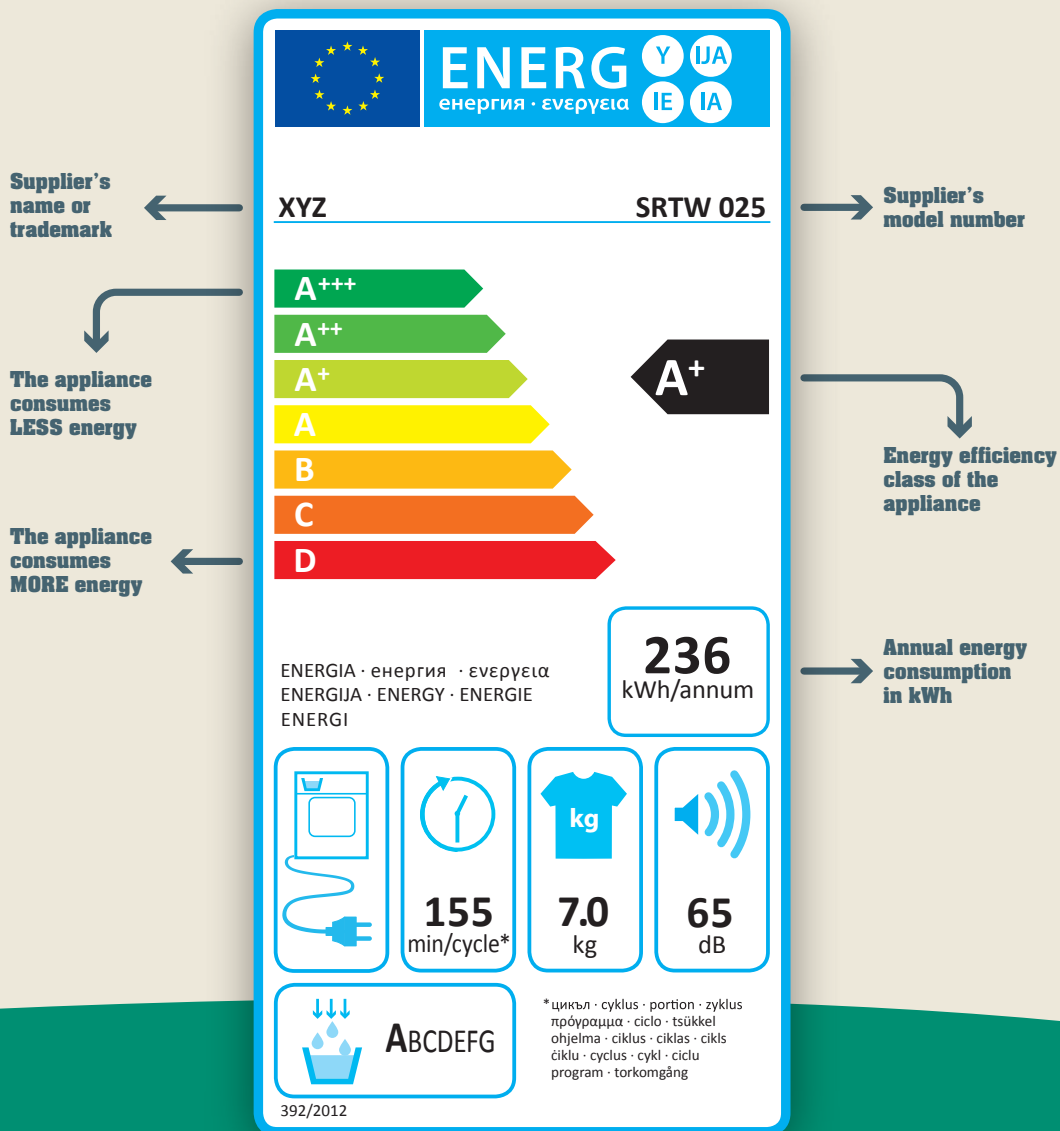 ENERG
енергия · ενεργεια
Y
IJA
IE
IA
Supplier’s
name or
trademark
XYZ
SRTW 025
Supplier’s
model number
A+++
A++
A+
A
B
C
D
A+
The appliance
consumes
LESS energy
Energy efficiency
class of the
appliance
The appliance
consumes
MORE energy
ENERGIA · енергия · ενεργεια
ENERGIJA · ENERGY · ENERGIE
ENERGI
236
kWh/annum
Annual energy
consumption
in kWh
155
min/cycle*
kg
7.0
kg
65
dB
ABCDEFG
*цикъл · cyklus · portion · zyklus
πρόγραμμα · ciclo · tsükkel
ohjelma · ciklus · ciklas · cikls
ċiklu · cyclus · cykl · ciclu
program · torkomgång
392/2012